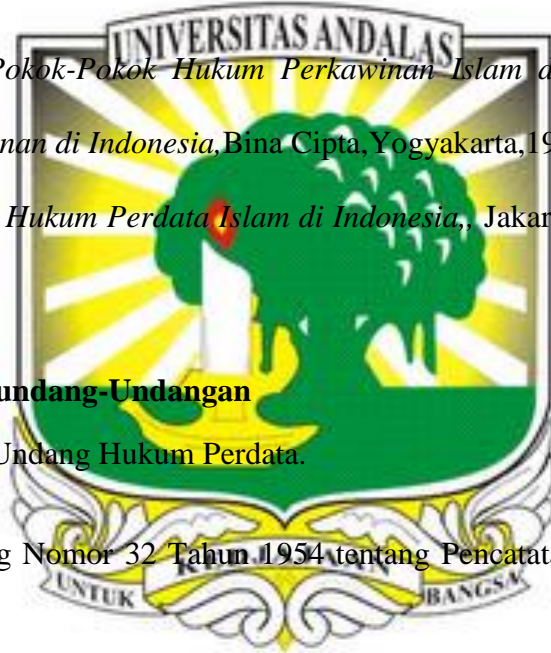 UNIVERSITAS ANDALAS
Pokok-Pokok Hukum Perkawinan Islam d
nan di Indonesia,Bina Cipta,Yogyakarta,19
Hukum Perdata Islam di Indonesia,, Jakar
undang-Undangan
Undang Hukum Perdata.
g Nomor 32 Tahun 1954 tentang Pencatata
UNTUK
BANGSA